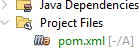 Java Dependencies
Project Files
pom.xml [-/A]